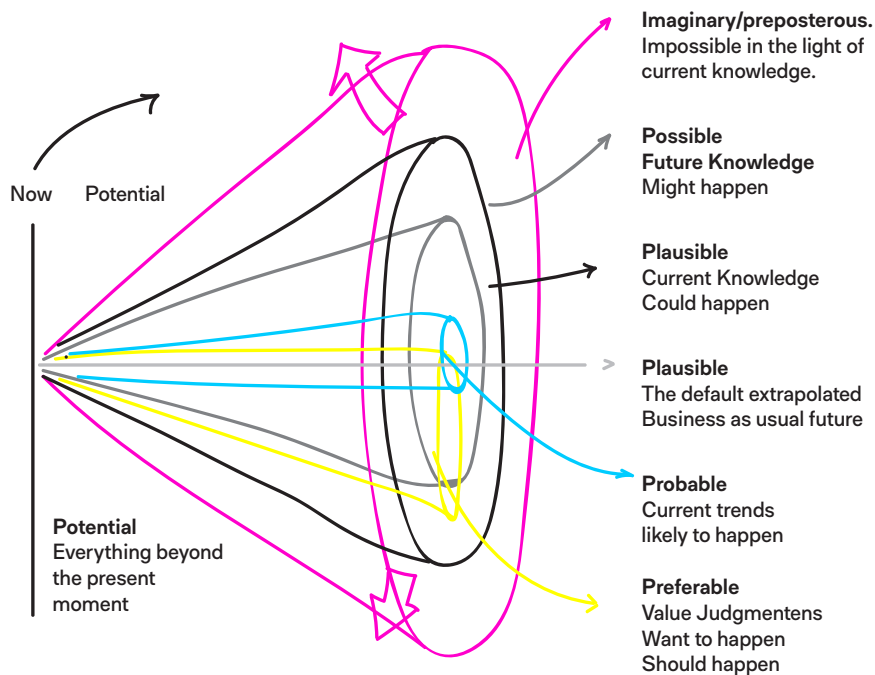 Imaginary/preposterous.
Impossible in the light of
current knowledge.
Possible
Future Knowledge
Might happen
Now
Potential
Plausible
Current Knowledge
Could happen
Plausible
The default extrapolated
Business as usual future
Probable
Current trends
likely to happen
Potential
Everything beyond
the present
moment
Preferable
Value Judgmentens
Want to happen
Should happen